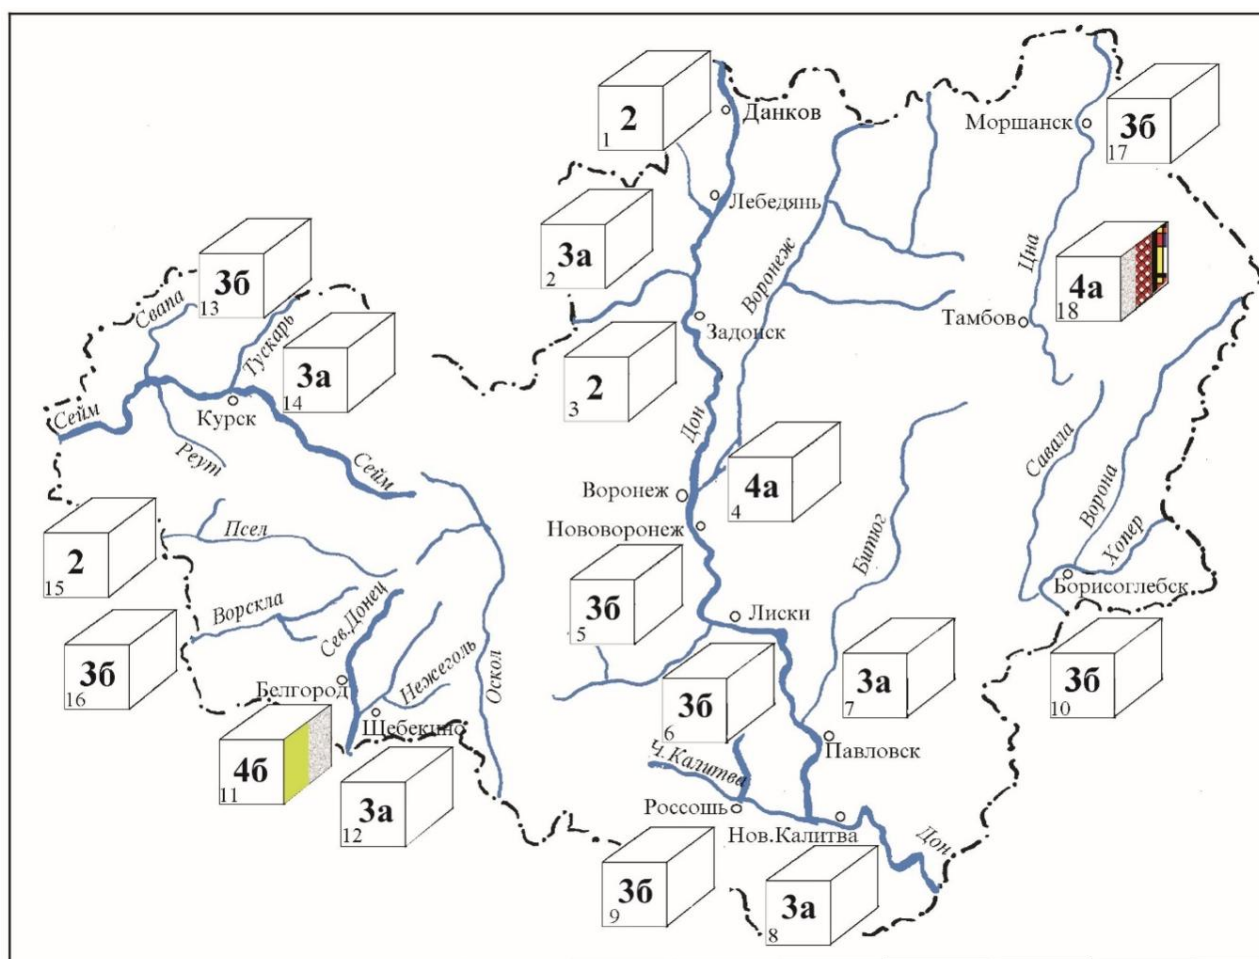 2
1
Данков
Моршанск
3б
17
Лебедянь
3а
2
Воронеж
Цна
4а
18
3б
13
Свапа
Тускарь
Задонск
Тамбов
3а
14
2
3
Сейм
Курск
Дон
Реут
Сейм
Савала
Ворона
4а
4
Воронеж
Нововоронеж
Битюг
Хопер
Псел
2
15
Борисоглебск
3б
5
Лиски
Ворскла
Сев.Донец
Нежеголь
Оскол
3б
16
Белгород
3б
6
3а
7
3б
10
Щебекино
4б
11
Павловск
Ч.Калитва
3а
12
Россошь
Нов.Калитва
Дон
3б
9
3а
8